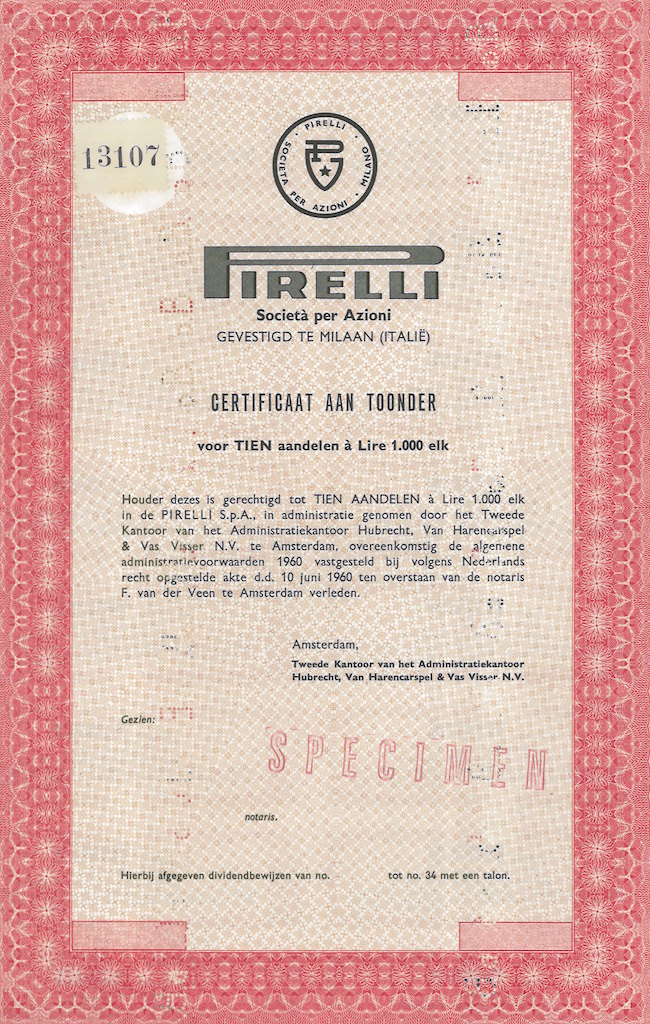 13107
PIRELLI
SOCIETÀ PER AZIONI · MILANO
PIRELLI
Società per Azioni
GEVESTIGD TE MILAAN (ITALIË)
CERTIFICAAT AAN TOONDER
voor TIEN aandelen à Lire 1.000 elk
Houder dezes is gerechtigd tot TIEN AANDELEN à Lire 1.000 elk
in de PIRELLI S.p.A., in administratie genomen door het Tweede
Kantoor van het Administratiekantoor Hubrecht, Van Harencarspel
& Vas Visser N.V. te Amsterdam, overeenkomstig de algemene
administratievoorwaarden 1960 vastgesteld bij volgens Nederlands
recht opgestelde akte d.d. 10 juni 1960 ten overstaan van de notaris
F. van der Veen te Amsterdam verleden.
Amsterdam,
Tweede Kantoor van het Administratiekantoor
Hubrecht, Van Harencarspel & Vas Visser N.V.
Gezien:
SPECIMEN
notaris.
Hierbij afgegeven dividendbewijzen van no. tot no. 34 met een talon.